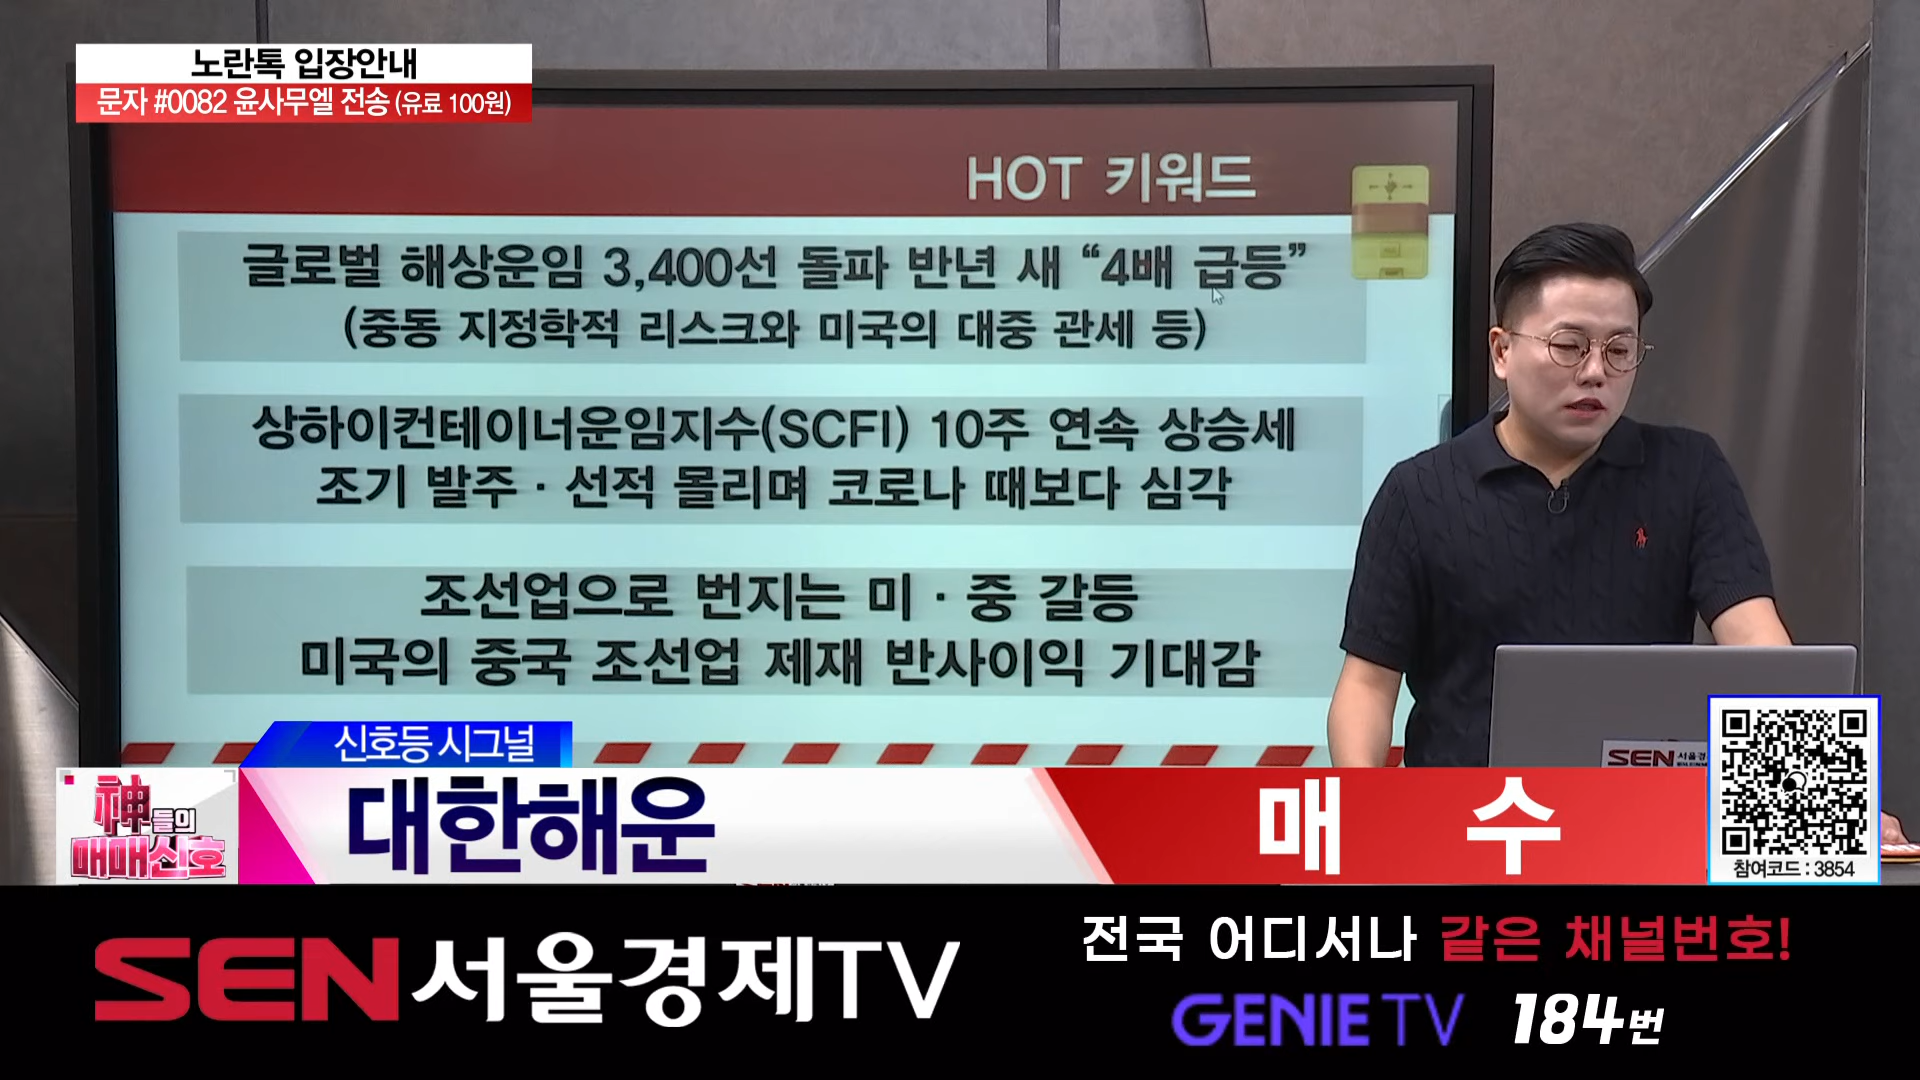 노란톡 입장안내
문자 #0082 윤사무엘 전송 (유료 100원)
HOT 키워드
글로벌 해상운임 3,400선 돌파 반년 새 “4배 급등”
(중동 지정학적 리스크와 미국의 대중 관세 등)
상하이컨테이너운임지수(SCFI) 10주 연속 상승세
조기 발주 · 선적 몰리며 코로나 때보다 심각
조선업으로 번지는 미 · 중 갈등
미국의 중국 조선업 제재 반사이익 기대감
신호등 시그널
SEN 서울경
神들의
매매신호
대한해운
매 수
참여코드 : 3854
SEN 서울경제TV
전국 어디서나 같은 채널번호!
GENIE TV 184번